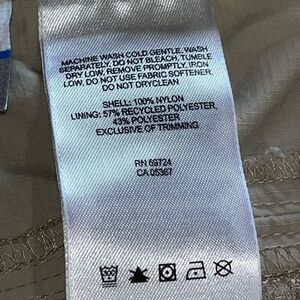 MACHINE WASH COLD GENTLE, WASH
SEPARATELY, DO NOT BLEACH, TUMBLE
DRY LOW, REMOVE PROMPTLY, IRON
LOW, DO NOT USE FABRIC SOFTENER,
DO NOT DRYCLEAN
SHELL: 100% NYLON
LINING: 57% RECYCLED POLYESTER,
43% POLYESTER
EXCLUSIVE OF TRIMMING
RN 69724
CA 05367